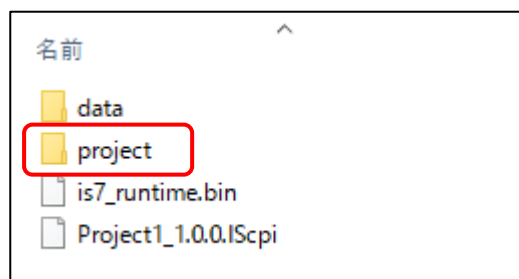 名前
data
project
is7_runtime.bin
Project1_1.0.0.IScpi